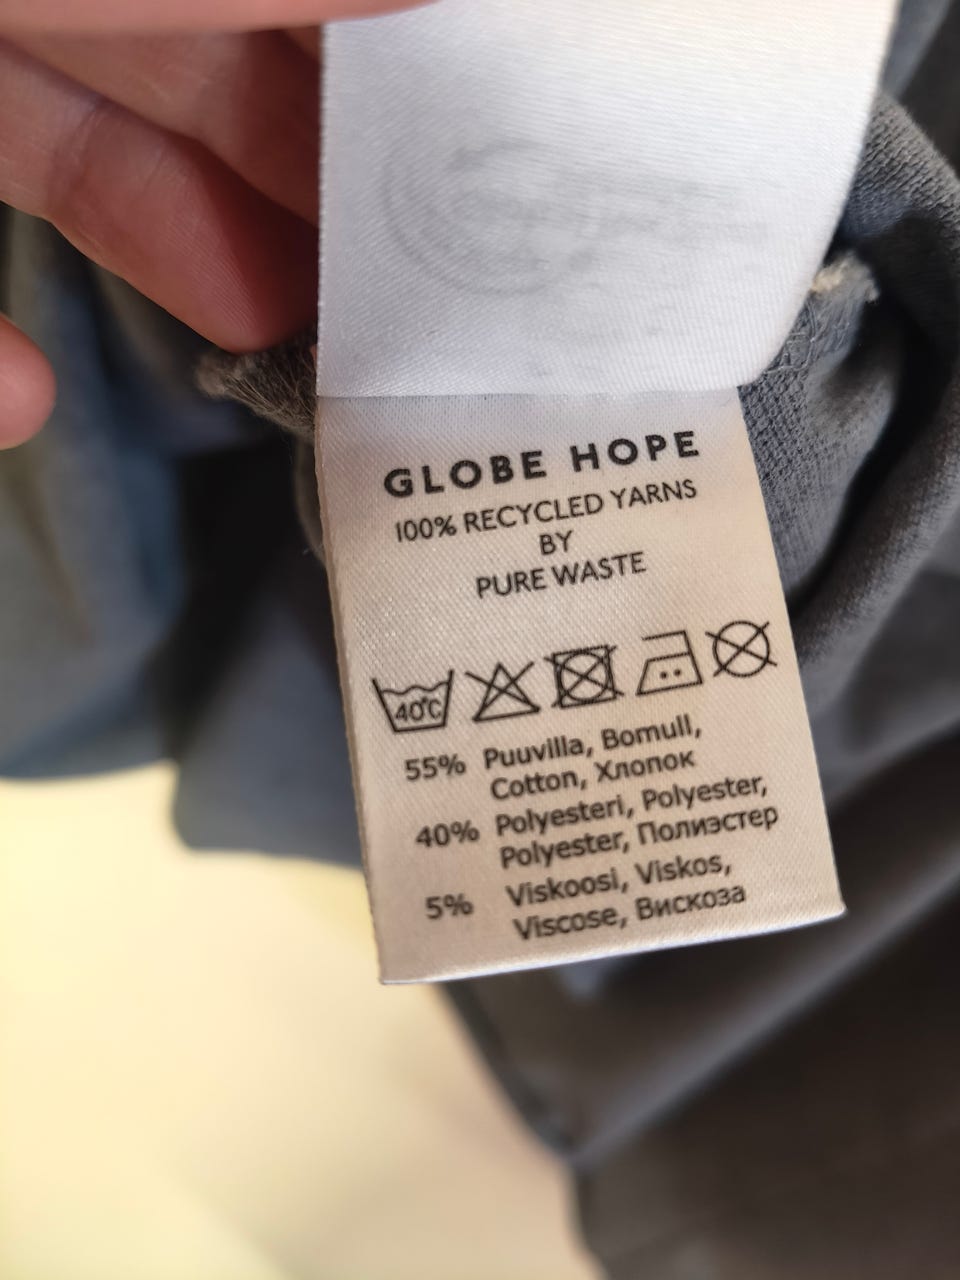 GLOBE HOPE
100% RECYCLED YARNS
BY
PURE WASTE
40°C
55% Puuvilla, Bomull,
Cotton, Хлопок
40% Polyesteri, Polyester,
Polyester, Полиэстер
5% Viskoosi, Viskos,
Viscose, Вискоза